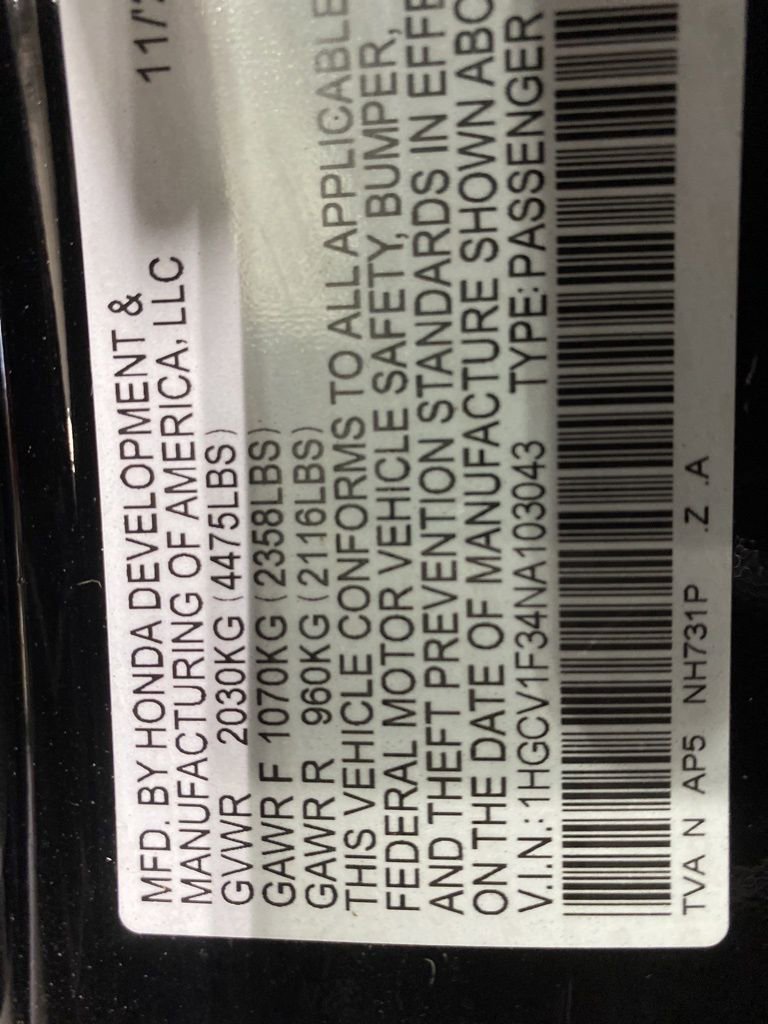 MFD. BY HONDA DEVELOPMENT &
MANUFACTURING OF AMERICA, LLC 11/
GVWR 2030KG (4475LBS)
GAWR F 1070KG (2358LBS)
GAWR R 960KG (2116LBS)
THIS VEHICLE CONFORMS TO ALL APPLICABLE
FEDERAL MOTOR VEHICLE SAFETY, BUMPER,
AND THEFT PREVENTION STANDARDS IN EFFE
ON THE DATE OF MANUFACTURE SHOWN ABO
V.I.N.: 1HGCV1F34NA103043 TYPE: PASSENGER
TVA N AP5 NH731P .Z .A